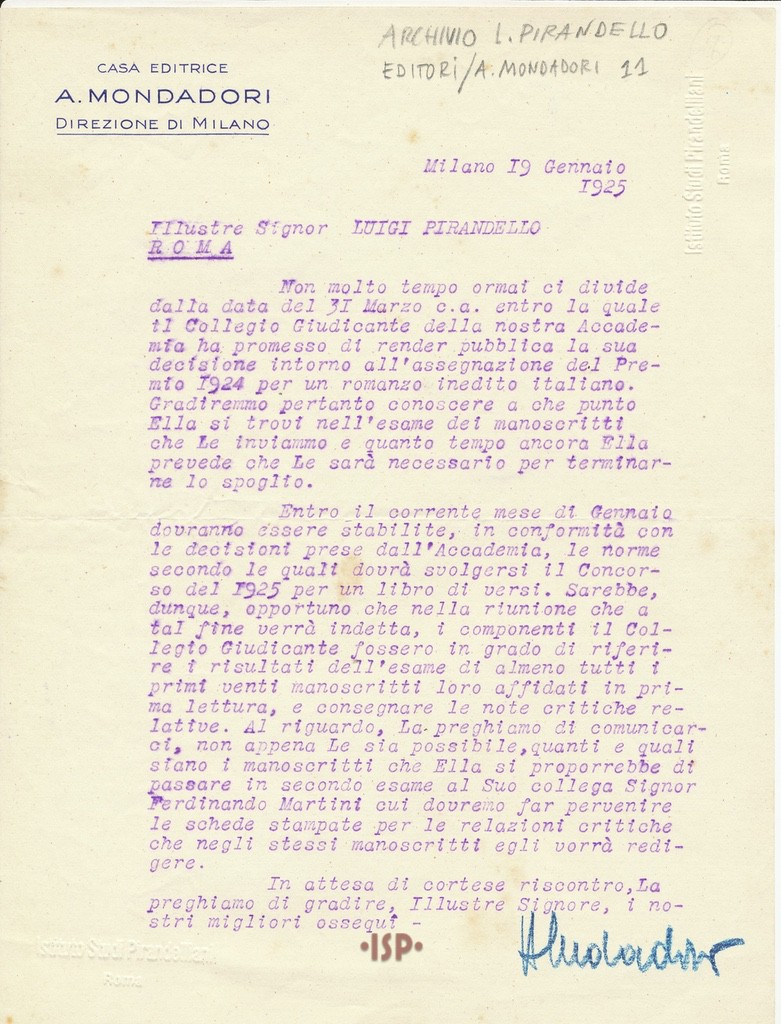 ARCHIVIO L. PIRANDELLO
EDITORI/A. MONDADORI 11
CASA EDITRICE
A. MONDADORI
DIREZIONE DI MILANO
Istituto Studi Pirandelliani
Roma
Milano I9 Gennaio
I925
Illustre Signor LUIGI PIRANDELLO
R O M A
Non molto tempo ormai ci divide
dalla data del 3I Marzo c.a. entro la quale
il Collegio Giudicante della nostra Accade-
mia ha promesso di render pubblica la sua
decisione intorno all'assegnazione del Pre-
mio I924 per un romanzo inedito italiano.
Gradiremmo pertanto conoscere a che punto
Ella si trovi nell'esame dei manoscritti
che Le inviammo e quanto tempo ancora Ella
prevede che Le sarà necessario per terminar-
ne lo spoglio.
Entro il corrente mese di Gennaio
dovranno essere stabilite, in conformità con
le decisioni prese dall'Accademia, le norme
secondo le quali dovrà svolgersi il Concor-
so del I925 per un libro di versi. Sarebbe,
dunque, opportuno che nella riunione che a
tal fine verrà indetta, i componenti il Col-
legio Giudicante fossero in grado di riferi-
re i risultati dell'esame di almeno tutti i
primi venti manoscritti loro affidati in pri-
ma lettura, e consegnare le note critiche re-
lative. Al riguardo, La preghiamo di comunicar-
ci, non appena Le sia possibile,quanti e quali
siano i manoscritti che Ella si proporrebbe di
passare in secondo esame al Suo collega Signor
Ferdinando Martini cui dovremo far pervenire
le schede stampate per le relazioni critiche
che negli stessi manoscritti egli vorrà redi-
gere.
In attesa di cortese riscontro,La
preghiamo di gradire, Illustre Signore, i no-
stri migliori ossequi -
AMondadori
•ISP•
Istituto Studi Pirandelliani
Roma